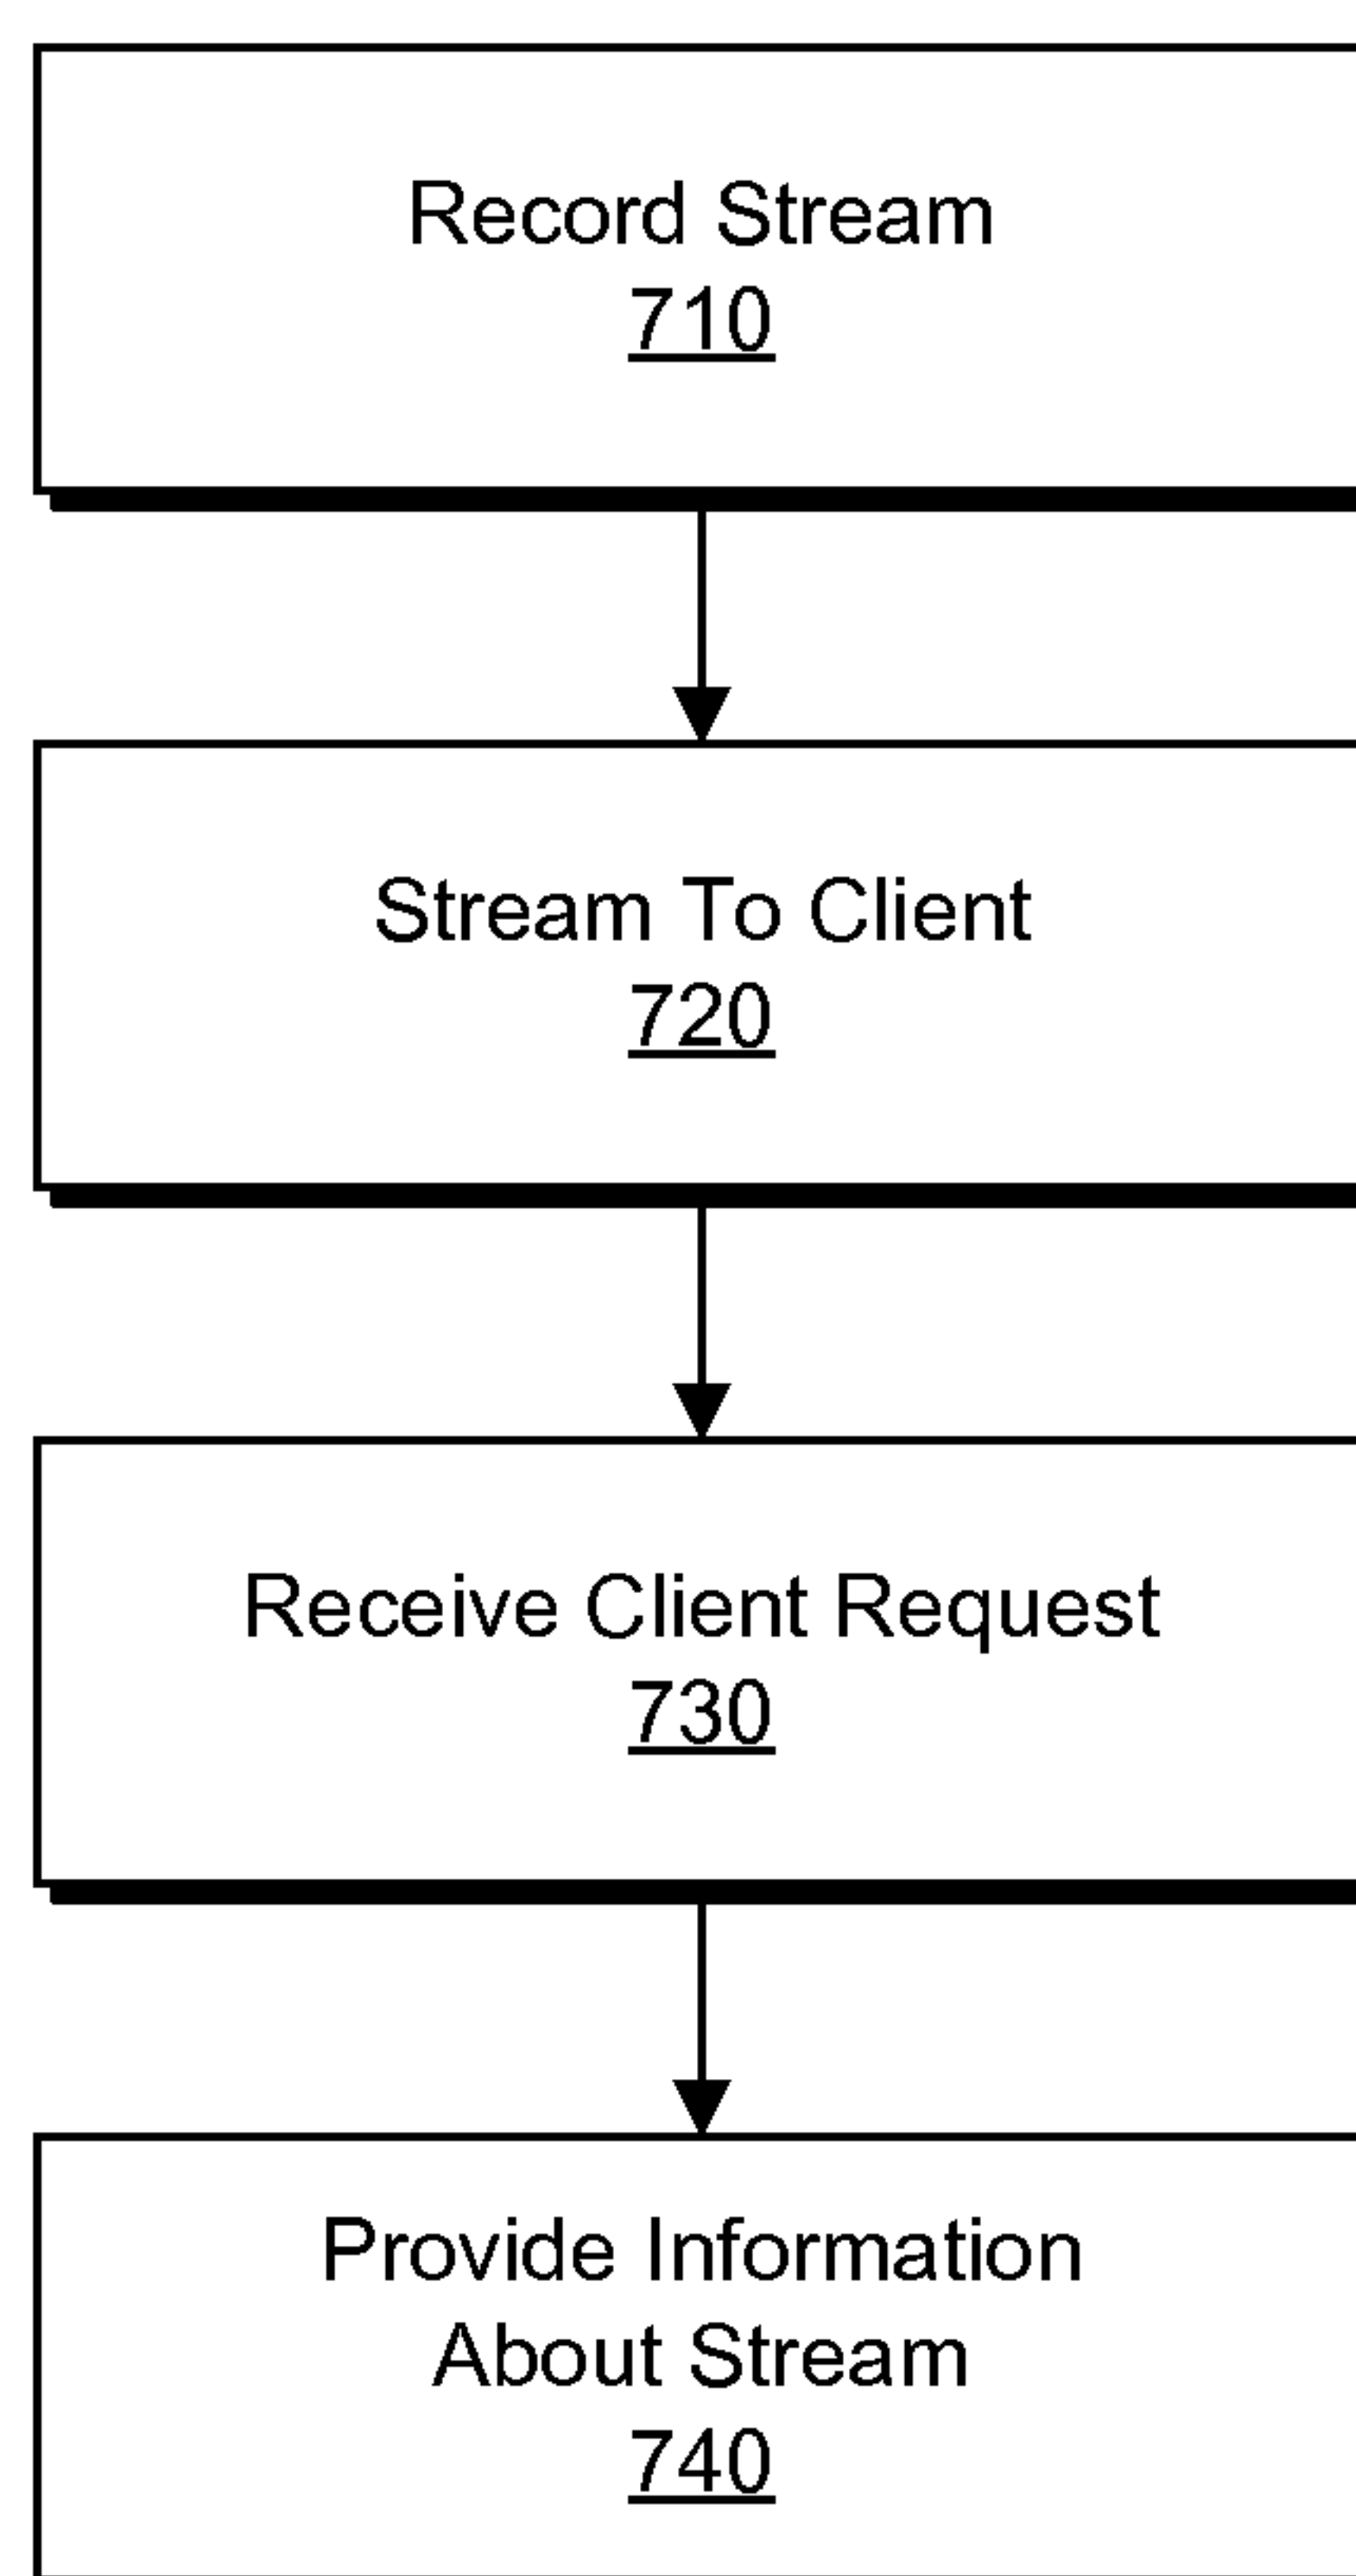 Record Stream
710
Stream To Client
720
Receive Client Request
730
Provide Information
About Stream
740